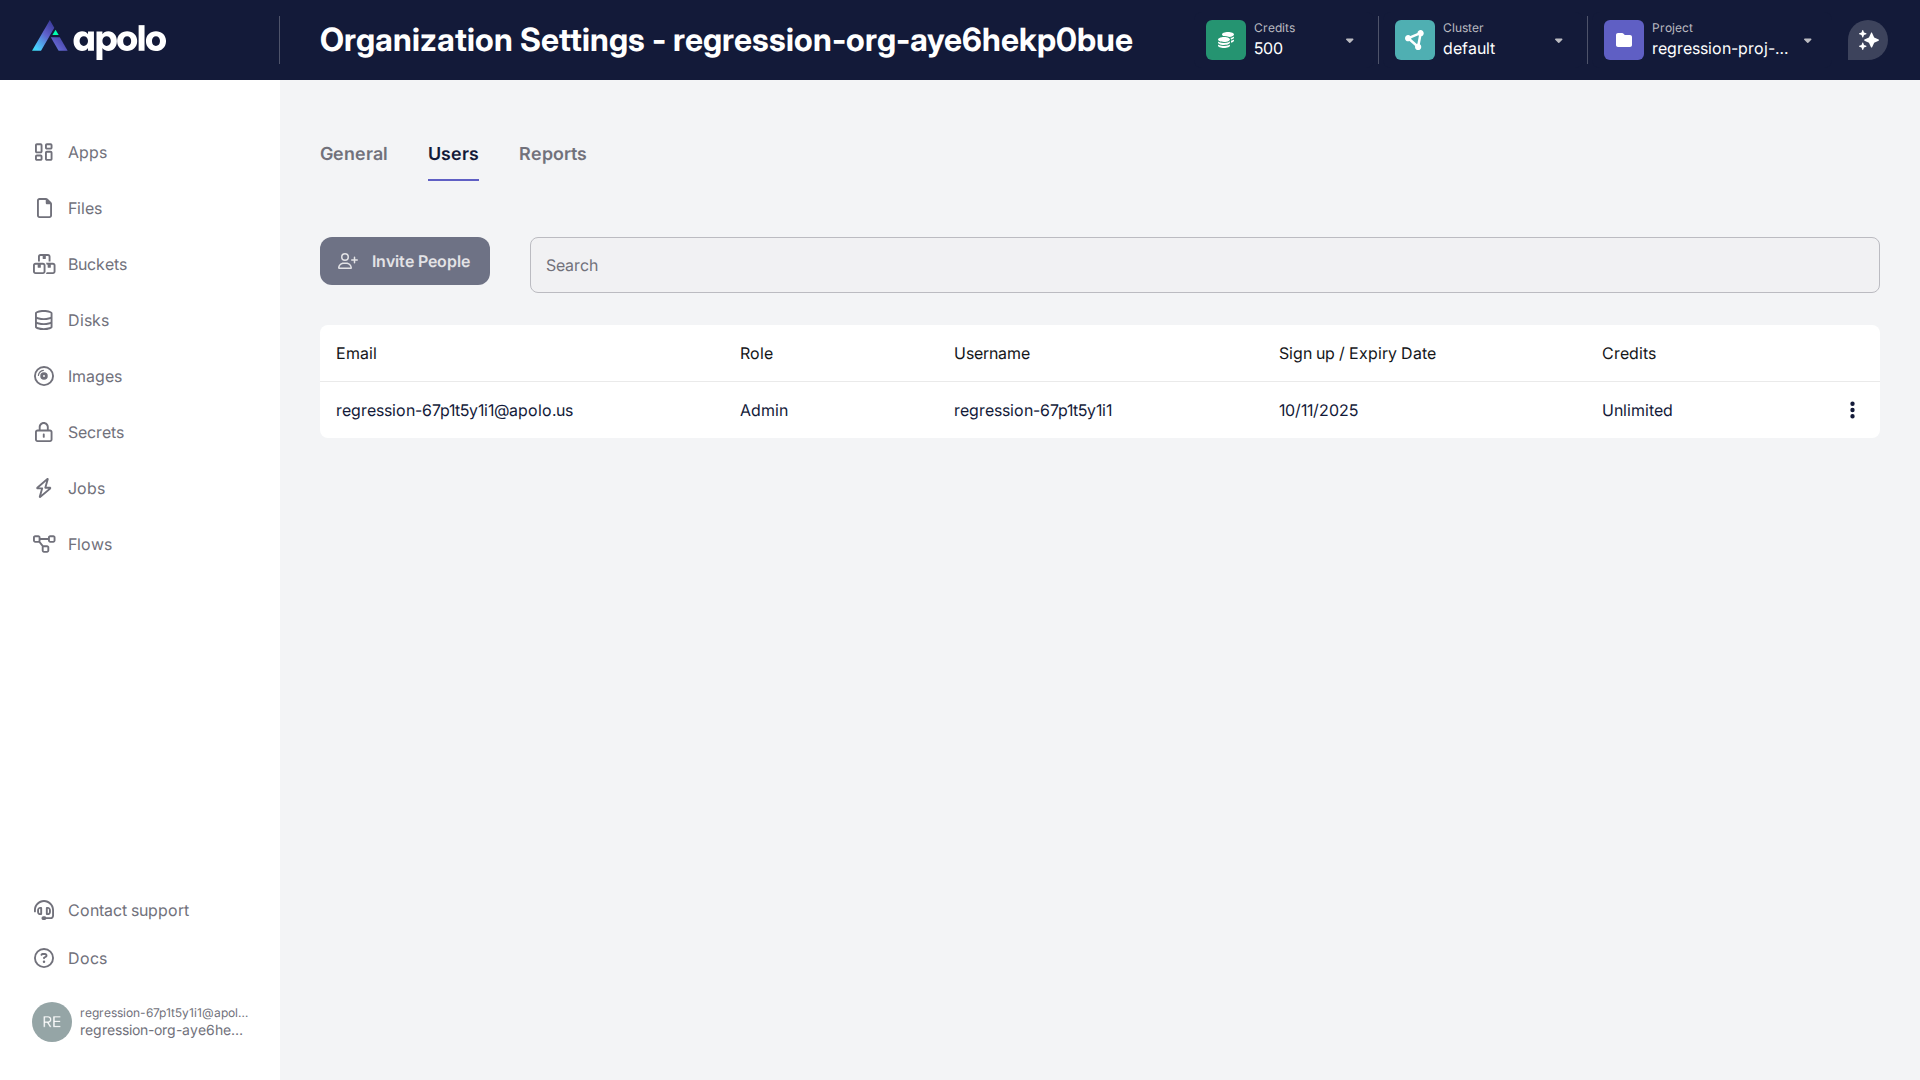 apolo
Organization Settings - regression-org-aye6hekp0bue
Credits
500
Cluster
default
Project
regression-proj-...
Apps
Files
Buckets
Disks
Images
Secrets
Jobs
Flows
General
Users
Reports
Invite People
Search
Email
Role
Username
Sign up / Expiry Date
Credits
regression-67p1t5y1i1@apolo.us
Admin
regression-67p1t5y1i1
10/11/2025
Unlimited
Contact support
Docs
RE
regression-67p1t5y1i1@apol...
regression-org-aye6he...